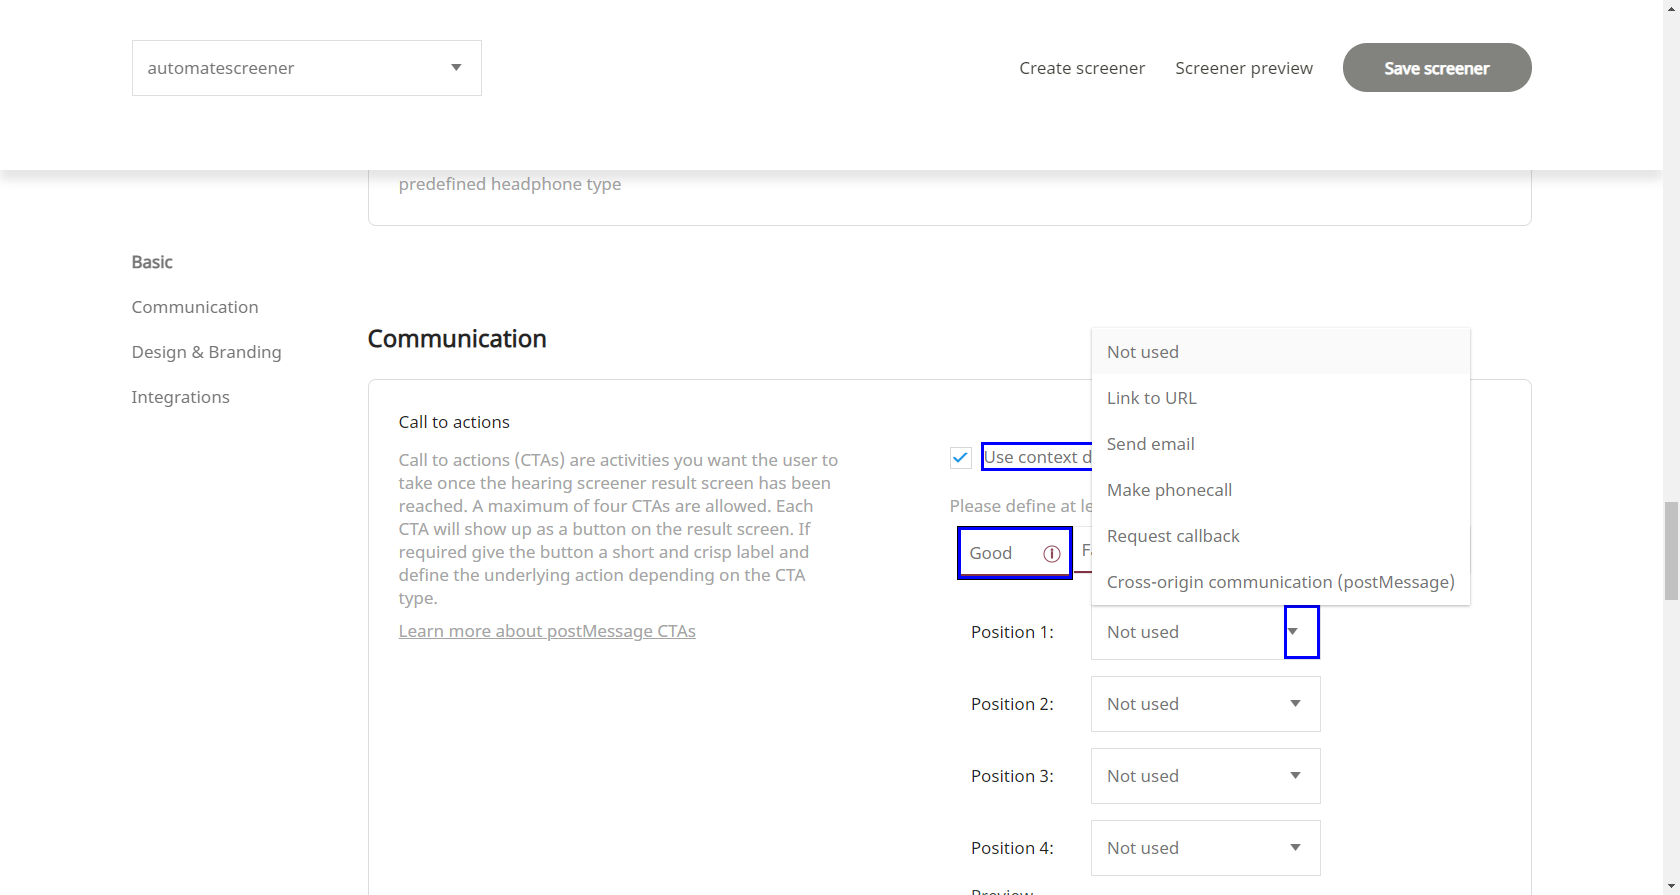 automatescreener
Create screener
Screener preview
Save screener
predefined headphone type
Basic
Communication
Design & Branding
Integrations
Communication
Call to actions
Call to actions (CTAs) are activities you want the user to
take once the hearing screener result screen has been
reached. A maximum of four CTAs are allowed. Each
CTA will show up as a button on the result screen. If
required give the button a short and crisp label and
define the underlying action depending on the CTA
type.
Learn more about postMessage CTAs
Use context d
Please define at le
Good
Fa
Not used
Link to URL
Send email
Make phonecall
Request callback
Cross-origin communication (postMessage)
Position 1:
Not used
Position 2:
Not used
Position 3:
Not used
Position 4:
Not used
Preview